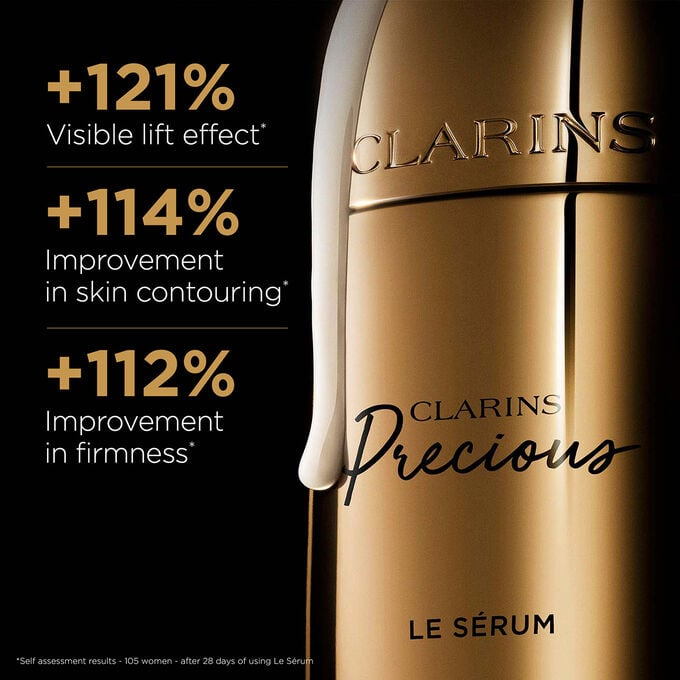 +121%
Visible lift effect*
+114%
Improvement
in skin contouring*
+112%
Improvement
in firmness*
CLARINS
CLARINS
Precious
LE SÉRUM
*Self assessment results - 105 women - after 28 days of using Le Sérum